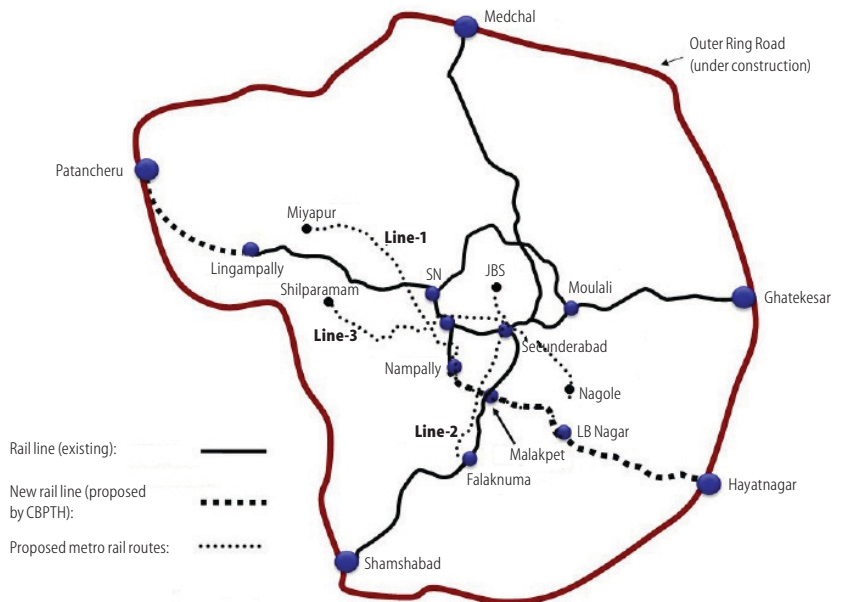 Medchal
Outer Ring Road
(under construction)
Patancheru
Miyapur
Line-1
Lingampally
SN
JBS
Moulali
Shilparamam
Ghatekesar
Line-3
Secunderabad
Nampally
Nagole
Line-2
LB Nagar
Malakpet
Rail line (existing):
Falaknuma
New rail line (proposed
by CBPTH):
Hayatnagar
Proposed metro rail routes:
Shamshabad